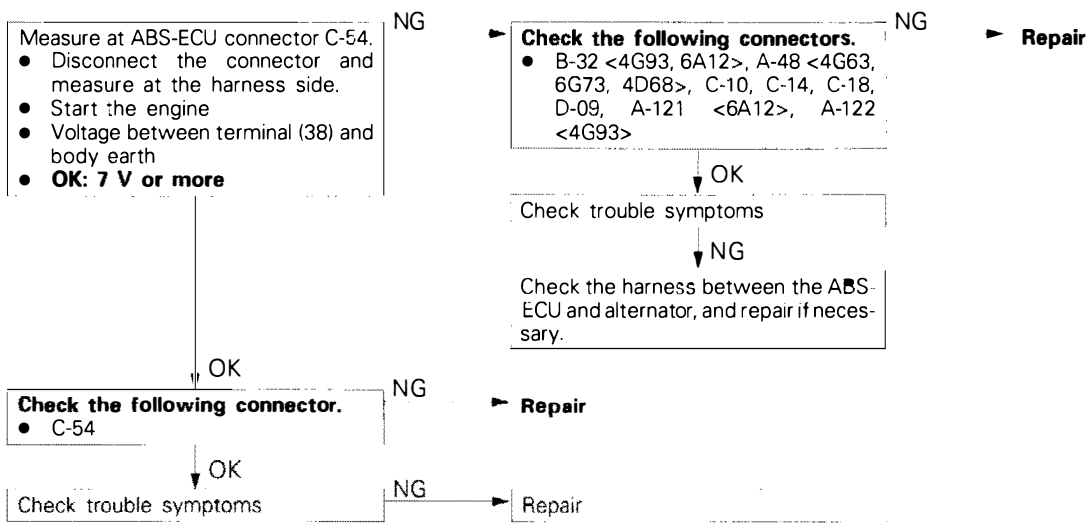 Measure at ABS-ECU connector C-54.
● Disconnect the connector and
measure at the harness side.
● Start the engine
● Voltage between terminal (38) and
body earth
● OK: 7 V or more
NG
Check the following connectors.
● B-32 <4G93, 6A12>, A-48 <4G63,
6G73, 4D68>, C-10, C-14, C-18,
D-09, A-121 <6A12>, A-122
<4G93>
NG
Repair
OK
Check trouble symptoms
NG
Check the harness between the ABS-
ECU and alternator, and repair if neces-
sary.
OK
Check the following connector.
● C-54
NG
Repair
OK
Check trouble symptoms
NG
Repair